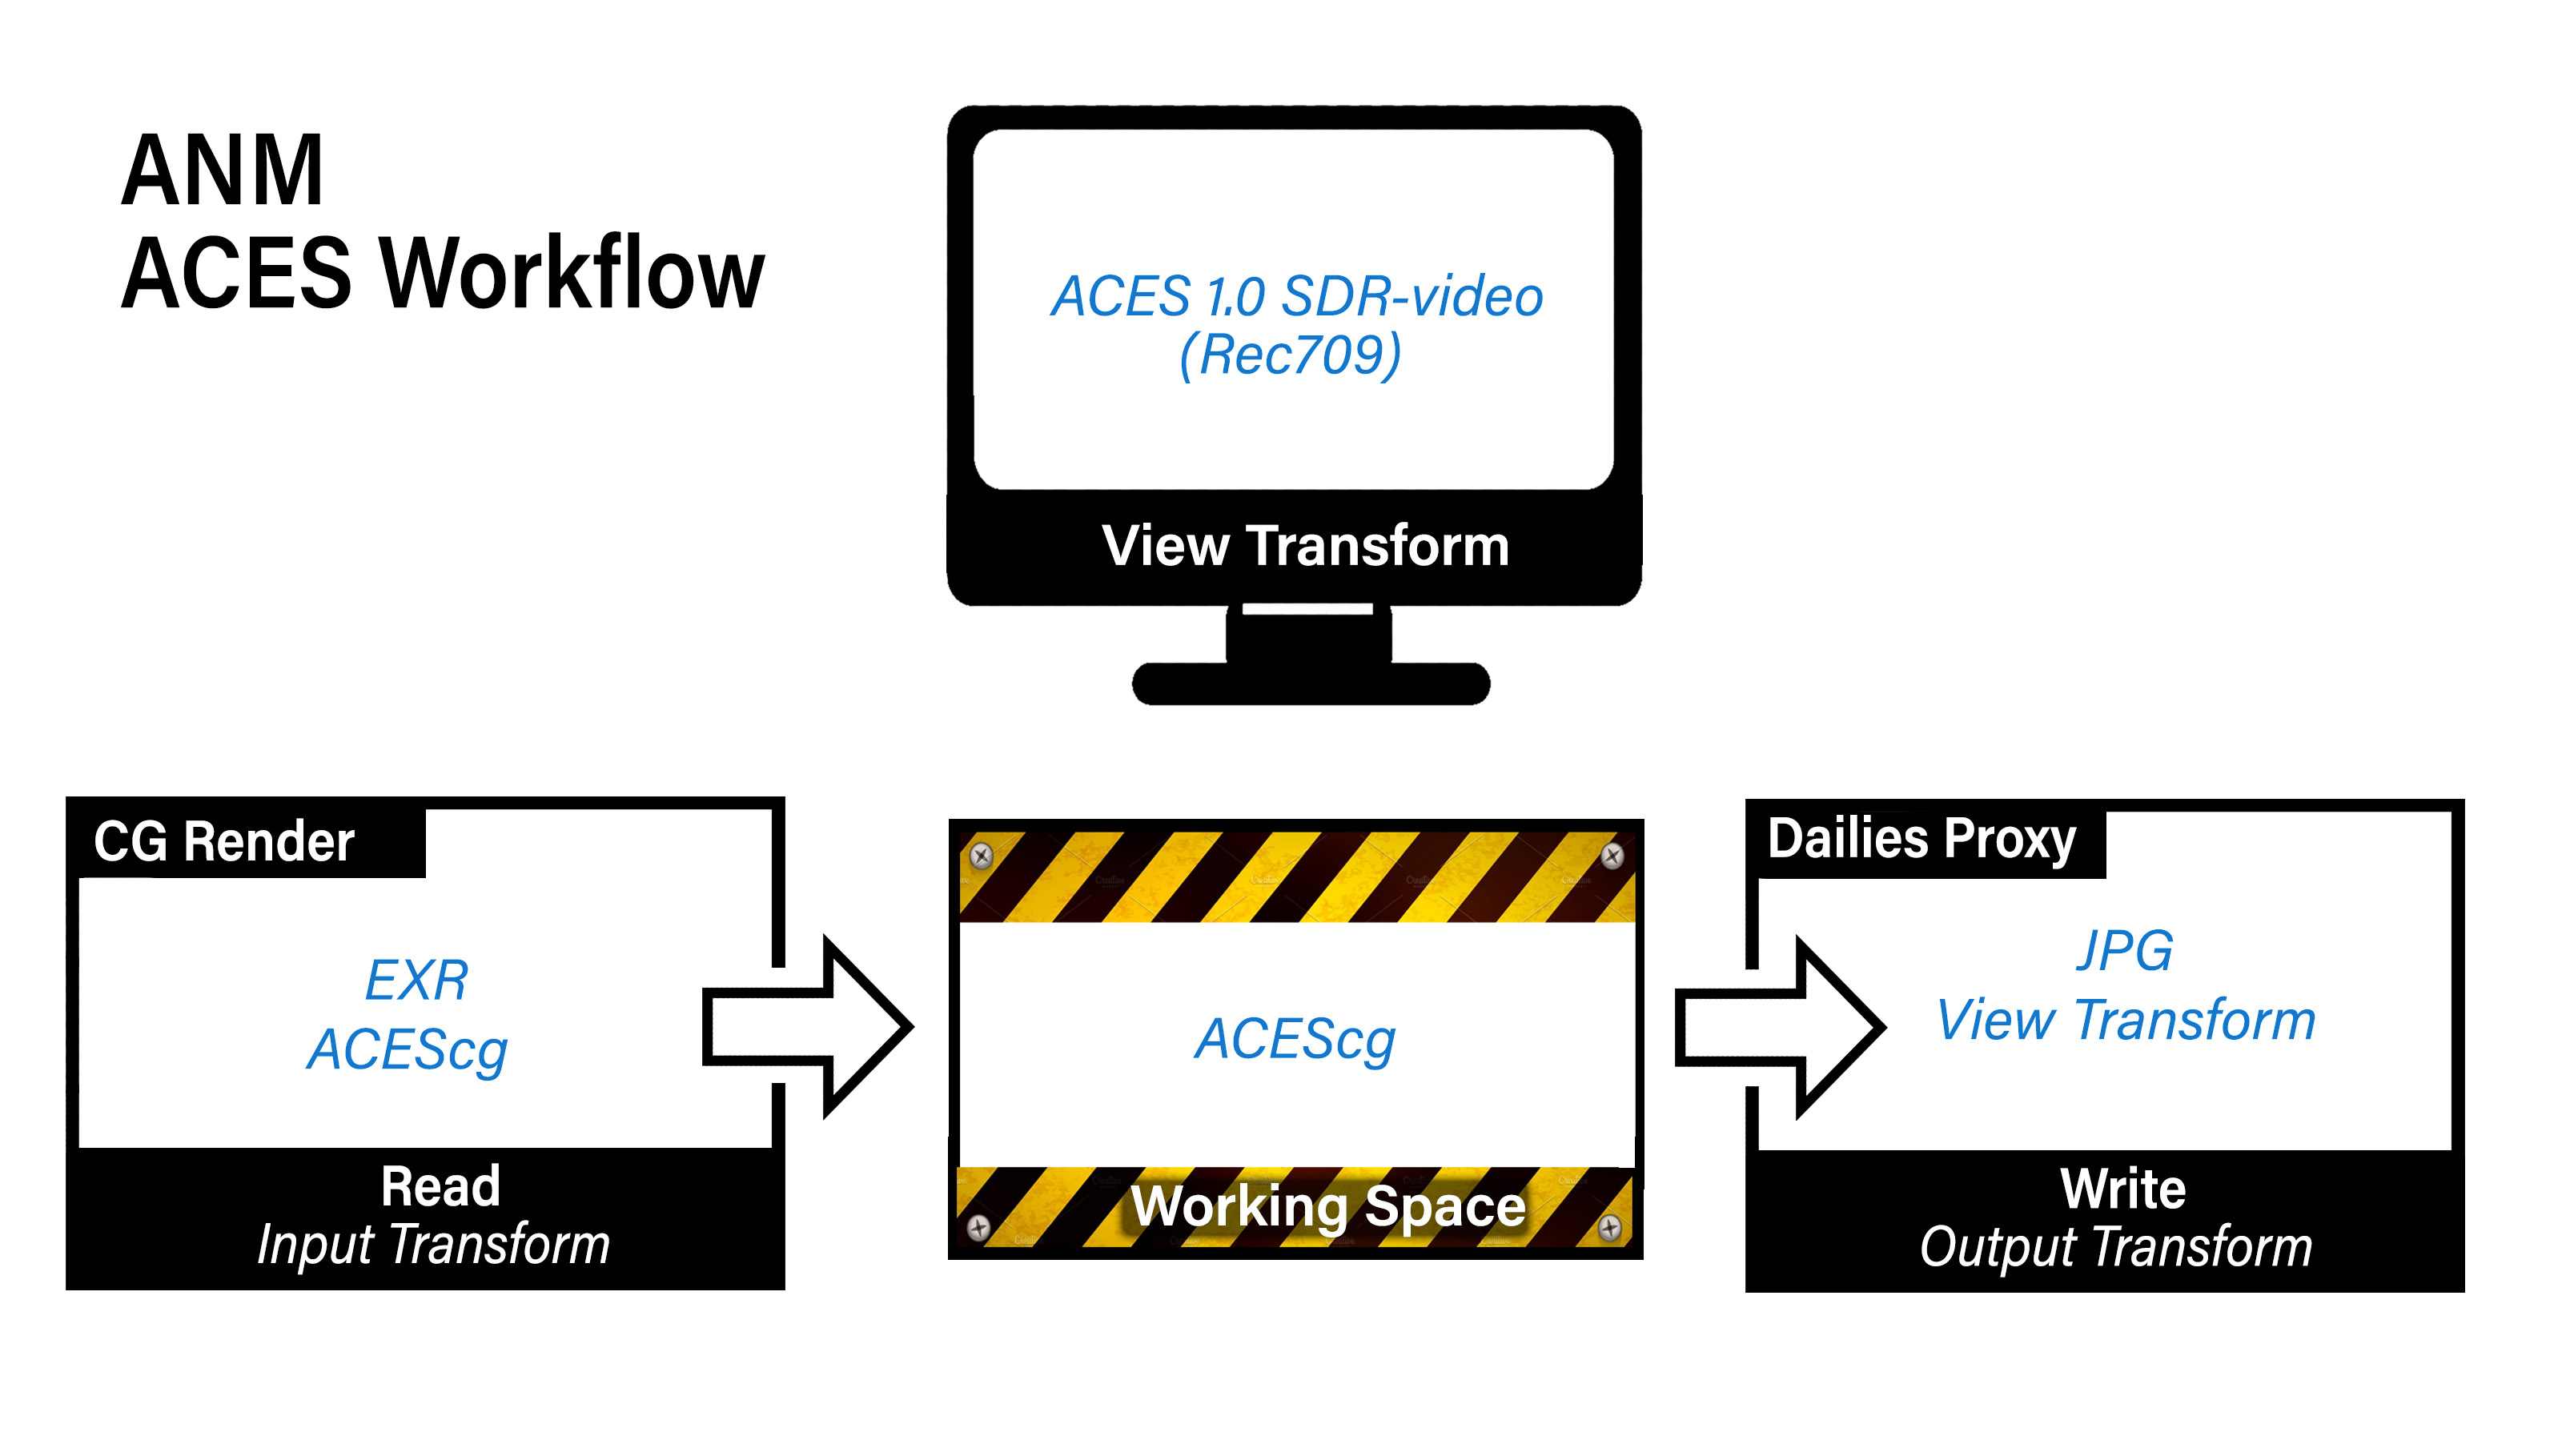 ANM
ACES Workflow
ACES 1.0 SDR-video
(Rec709)
View Transform
CG Render
EXR
ACEScg
Read
Input Transform
ACEScg
Working Space
Dailies Proxy
JPG
View Transform
Write
Output Transform